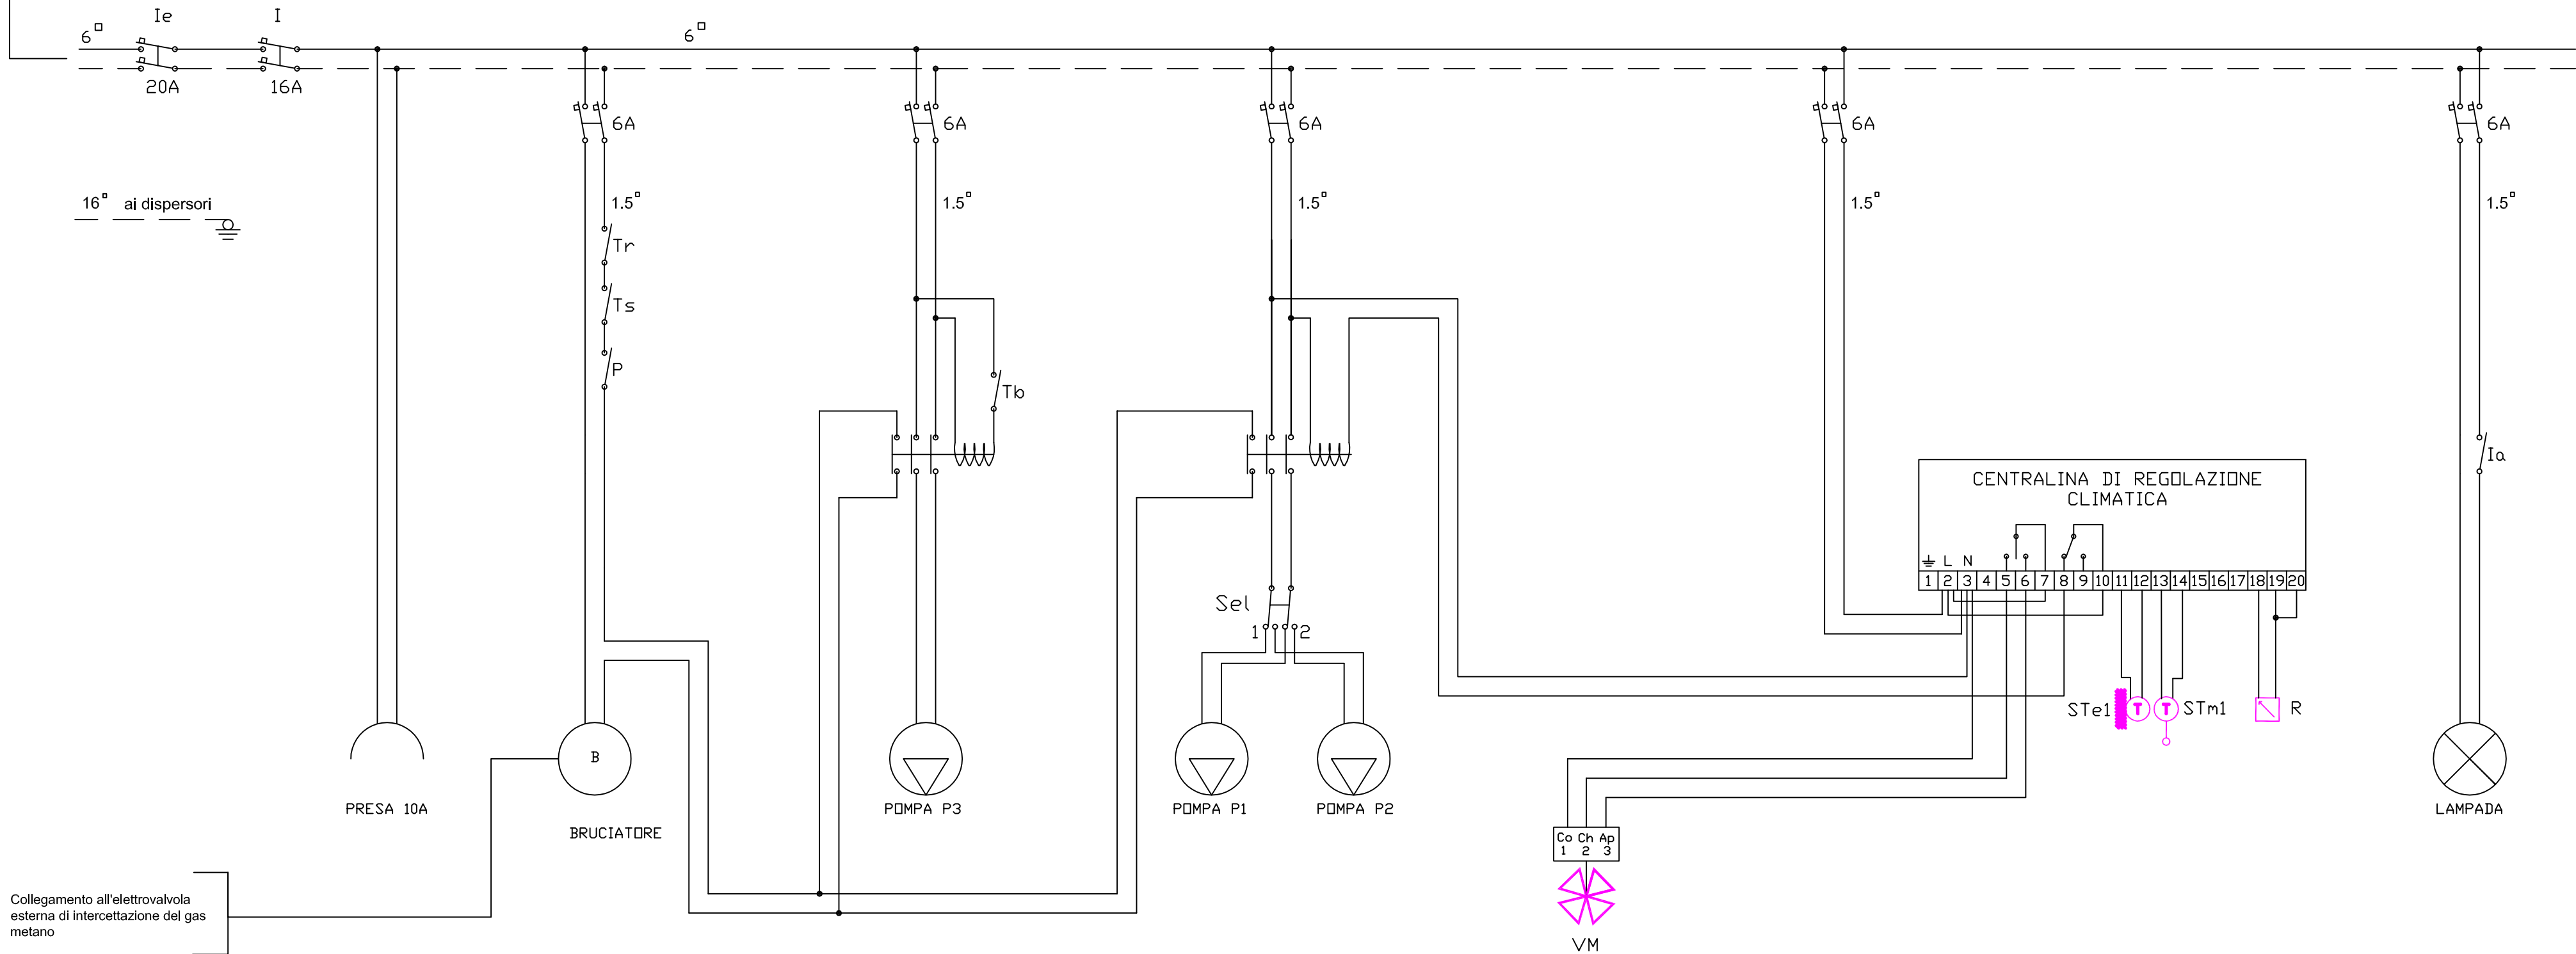 Ie
I
6
6
20A
16A
6A
6A
6A
6A
6A
16 ai dispersori
1.5
1.5
1.5
1.5
1.5
Tr
Ts
P
Tb
Ia
CENTRALINA DI REGOLAZIONE
CLIMATICA
L N
1 2 3 4 5 6 7 8 9 10 11 12 13 14 15 16 17 18 19 20
Sel
1 2
STe1
T
T
STm1
R
B
PRESA 10A
BRUCIATORE
POMPA P3
POMPA P1
POMPA P2
LAMPADA
Co Ch Ap
1 2 3
VM
Collegamento all'elettrovalvola
esterna di intercettazione del gas
metano